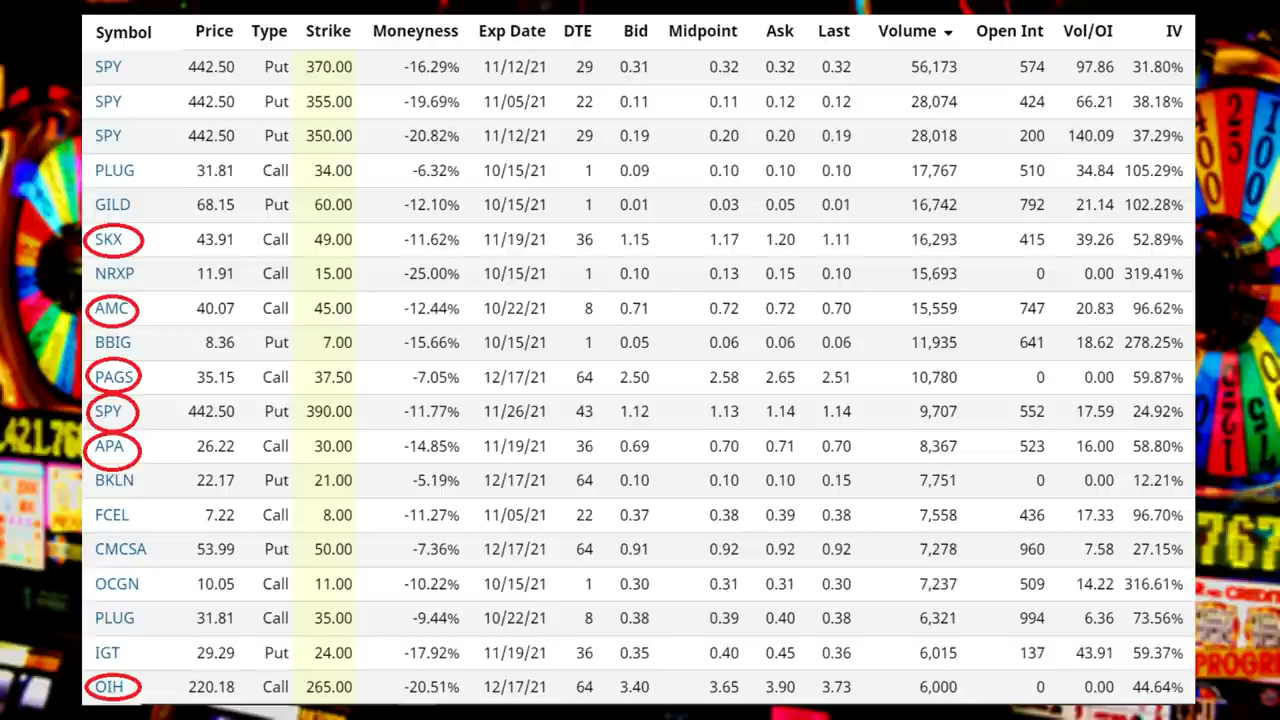 Symbol Price Type Strike Moneyness Exp Date DTE Bid Midpoint Ask Last Volume Open Int Vol/OI IV
SPY 442.50 Put 370.00 -16.29% 11/12/21 29 0.31 0.32 0.32 0.32 56,173 574 97.86 31.80%
SPY 442.50 Put 355.00 -19.69% 11/05/21 22 0.11 0.11 0.12 0.12 28,074 424 66.21 38.18%
SPY 442.50 Put 350.00 -20.82% 11/12/21 29 0.19 0.20 0.20 0.19 28,018 200 140.09 37.29%
PLUG 31.81 Call 34.00 -6.32% 10/15/21 1 0.09 0.10 0.10 0.10 17,767 510 34.84 105.29%
GILD 68.15 Put 60.00 -12.10% 10/15/21 1 0.01 0.03 0.05 0.01 16,742 792 21.14 102.28%
SKX 43.91 Call 49.00 -11.62% 11/19/21 36 1.15 1.17 1.20 1.11 16,293 415 39.26 52.89%
NRXP 11.91 Call 15.00 -25.00% 10/15/21 1 0.10 0.13 0.15 0.10 15,693 0 0.00 319.41%
AMC 40.07 Call 45.00 -12.44% 10/22/21 8 0.71 0.72 0.72 0.70 15,559 747 20.83 96.62%
BBIG 8.36 Put 7.00 -15.66% 10/15/21 1 0.05 0.06 0.06 0.06 11,935 641 18.62 278.25%
PAGS 35.15 Call 37.50 -7.05% 12/17/21 64 2.50 2.58 2.65 2.51 10,780 0 0.00 59.87%
SPY 442.50 Put 390.00 -11.77% 11/26/21 43 1.12 1.13 1.14 1.14 9,707 552 17.59 24.92%
APA 26.22 Call 30.00 -14.85% 11/19/21 36 0.69 0.70 0.71 0.70 8,367 523 16.00 58.80%
BKLN 22.17 Put 21.00 -5.19% 12/17/21 64 0.10 0.10 0.10 0.15 7,751 0 0.00 12.21%
FCEL 7.22 Call 8.00 -11.27% 11/05/21 22 0.37 0.38 0.39 0.38 7,558 436 17.33 96.70%
CMCSA 53.99 Put 50.00 -7.36% 12/17/21 64 0.91 0.92 0.92 0.92 7,278 960 7.58 27.15%
OCGN 10.05 Call 11.00 -10.22% 10/15/21 1 0.30 0.31 0.31 0.30 7,237 509 14.22 316.61%
PLUG 31.81 Call 35.00 -9.44% 10/22/21 8 0.38 0.39 0.40 0.38 6,321 994 6.36 73.56%
IGT 29.29 Put 24.00 -17.92% 11/19/21 36 0.35 0.40 0.45 0.36 6,015 137 43.91 59.37%
OIH 220.18 Call 265.00 -20.51% 12/17/21 64 3.40 3.65 3.90 3.73 6,000 0 0.00 44.64%